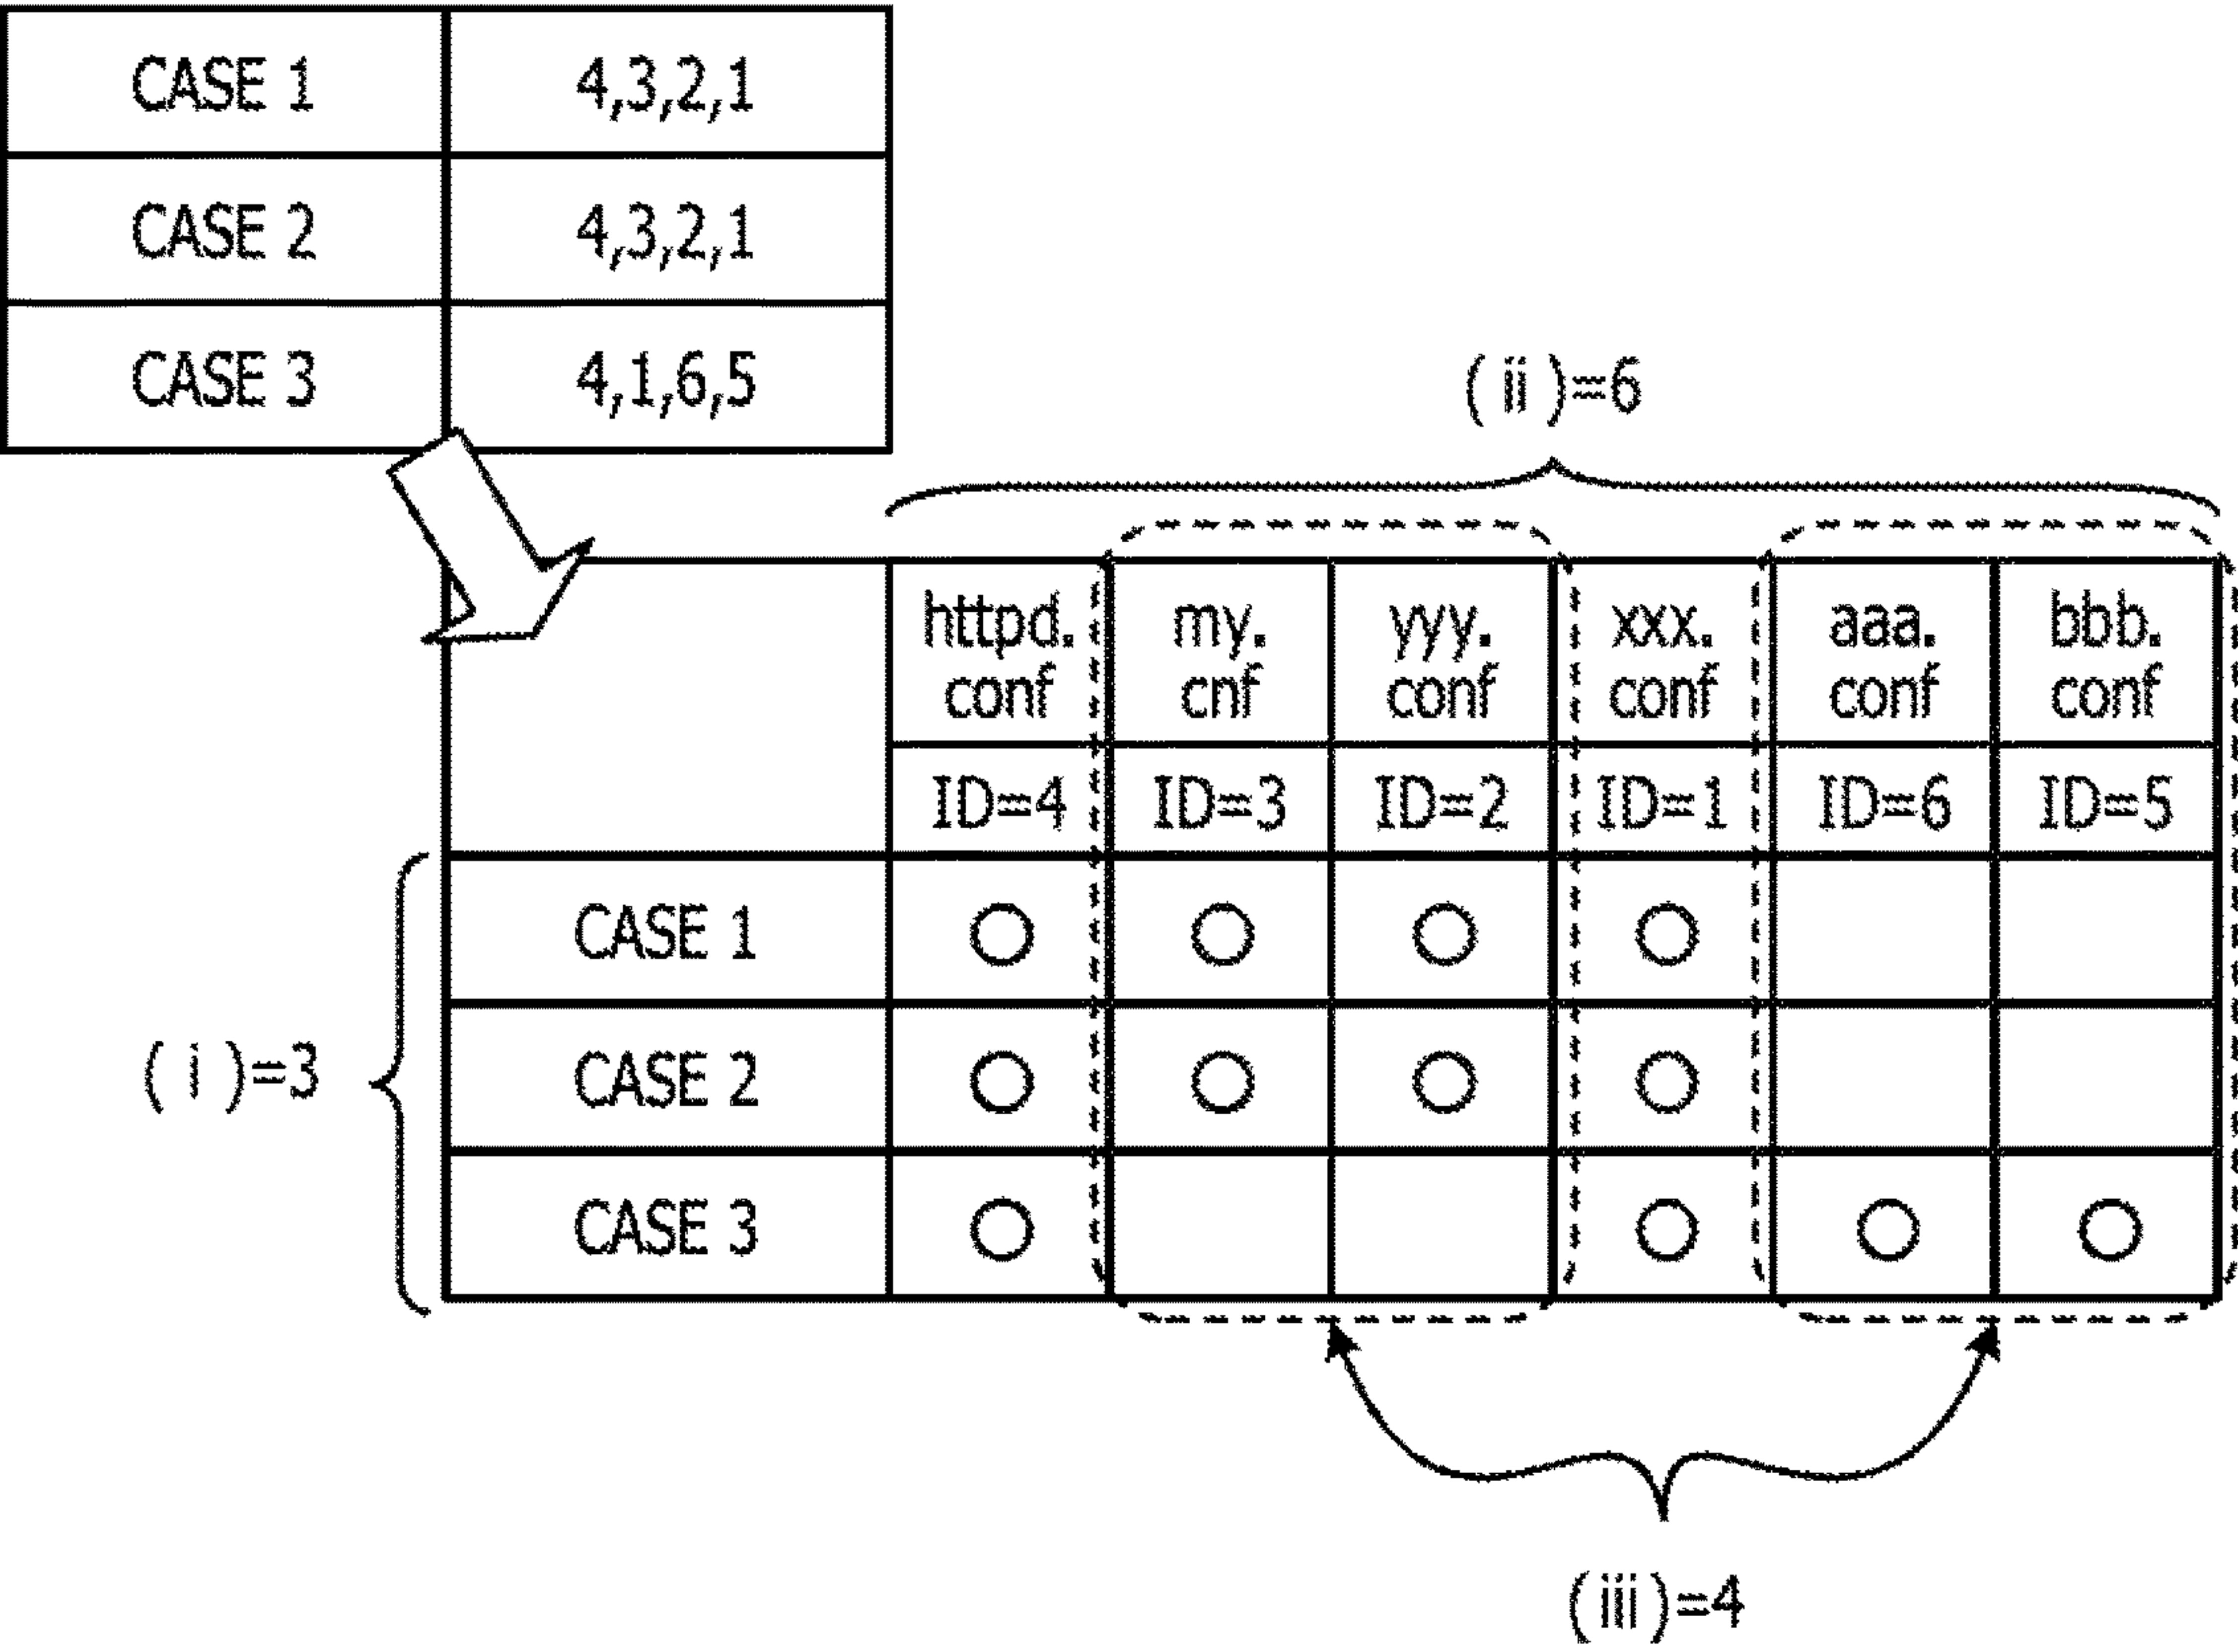 CASE 1 4,3,2,1
CASE 2 4,3,2,1
CASE 3 4,1,6,5
( ii )=6
httpd. my. yyy. xxx. aaa. bbb.
conf cnf conf conf conf conf
ID=4 ID=3 ID=2 ID=1 ID=6 ID=5
CASE 1 ○ ○ ○ ○
CASE 2 ○ ○ ○ ○
( i )=3
CASE 3 ○ ○ ○ ○
( iii )=4